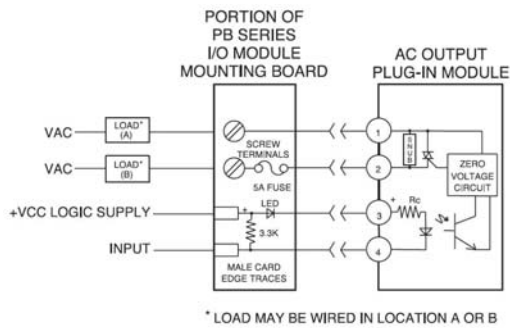 PORTION OF
PB SERIES
I/O MODULE
MOUNTING BOARD
AC OUTPUT
PLUG-IN MODULE
VAC
LOAD*
(A)
VAC
LOAD*
(B)
SCREW
TERMINALS
5A FUSE
+VCC LOGIC SUPPLY
+
LED
3.3K
INPUT
MALE CARD
EDGE TRACES
1
2
3
4
SNUB
ZERO
VOLTAGE
CIRCUIT
+
Rc
* LOAD MAY BE WIRED IN LOCATION A OR B